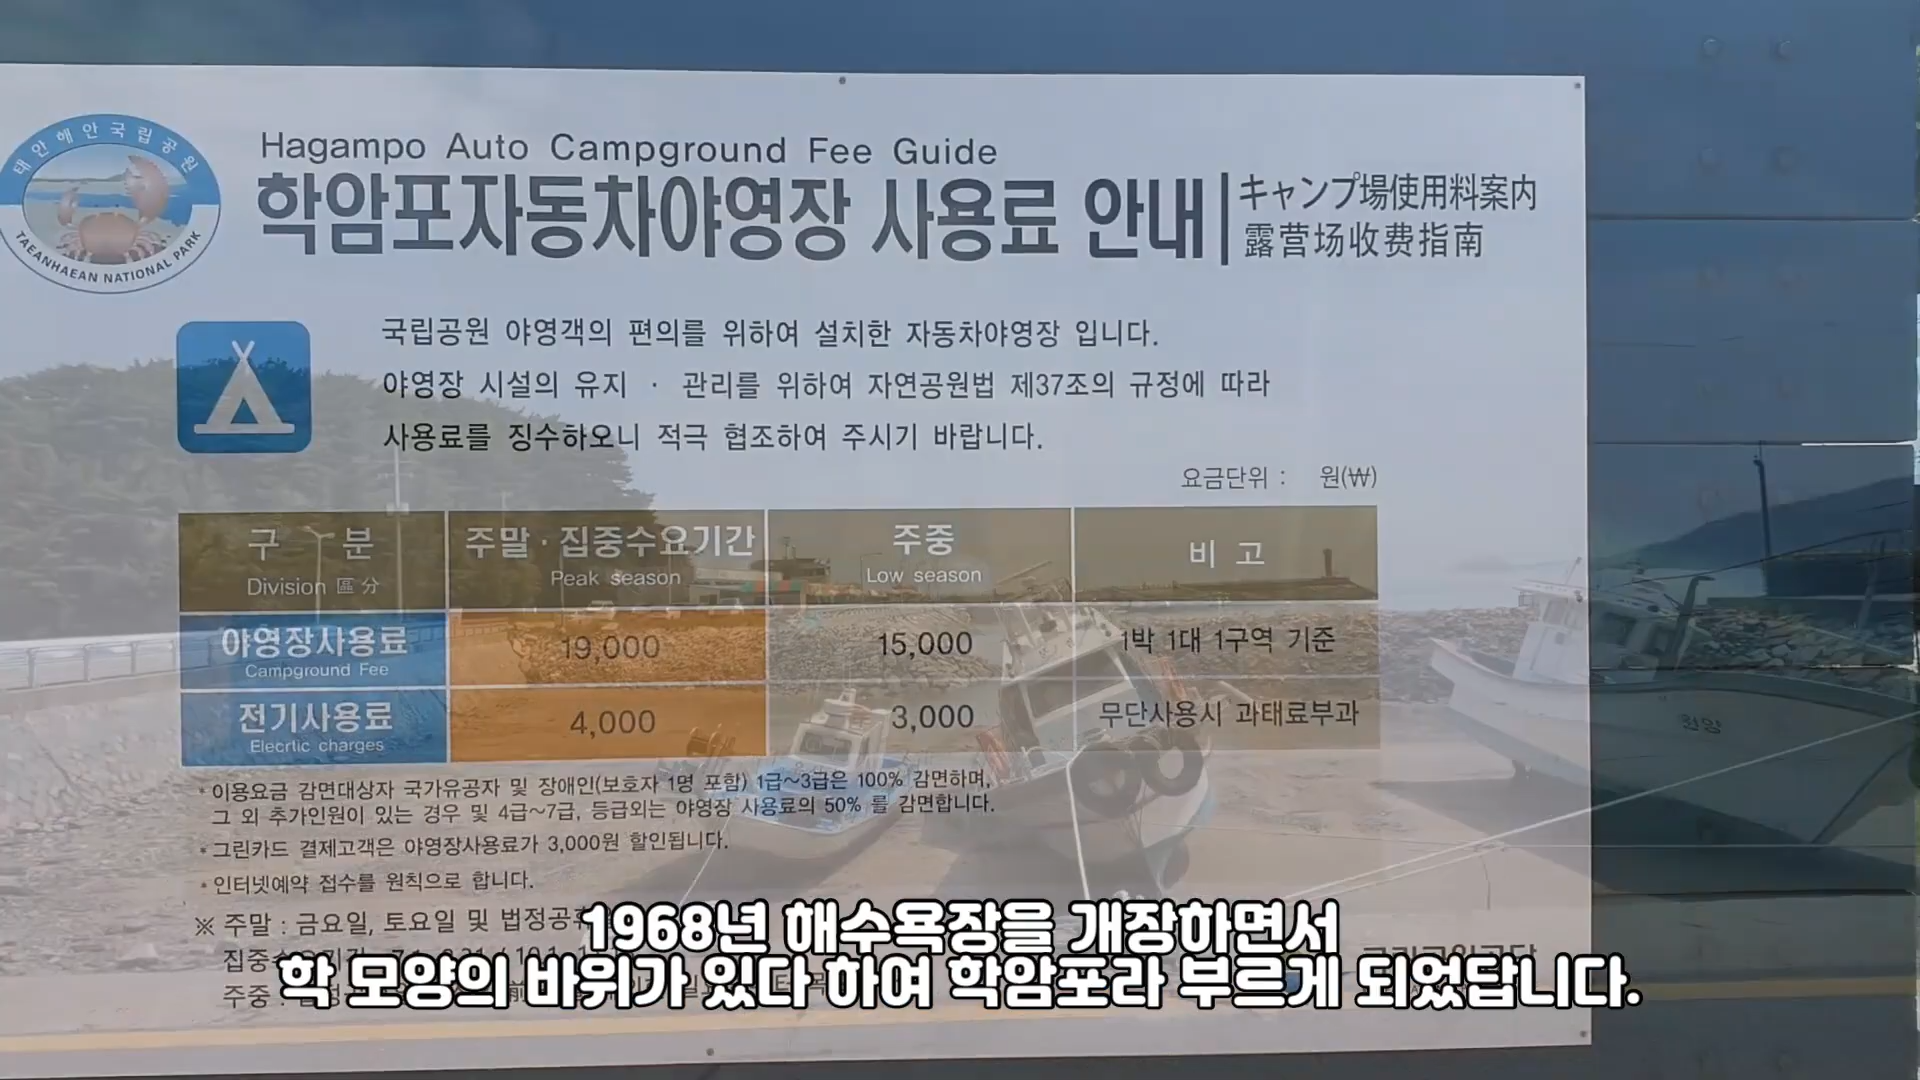 태안해안국립공원
TAEANHAEAN NATIONAL PARK
Hagampo Auto Campground Fee Guide
학암포자동차야영장 사용료 안내
キャンプ場使用料案内
露营场收费指南
국립공원 야영객의 편의를 위하여 설치한 자동차야영장 입니다.
야영장 시설의 유지 · 관리를 위하여 자연공원법 제37조의 규정에 따라
사용료를 징수하오니 적극 협조하여 주시기 바랍니다.
요금단위 : 원(₩)
구 분 주말·집중수요기간 주중 비 고
Division 區分 Peak season Low season
야영장사용료 19,000 15,000 1박 1대 1구역 기준
Campground Fee
전기사용료 4,000 3,000 무단사용시 과태료부과
Elecrtic charges
* 이용요금 감면대상자 국가유공자 및 장애인(보호자 1명 포함) 1급~3급은 100% 감면하며,
그 외 추가인원이 있는 경우 및 4급~7급, 등급외는 야영장 사용료의 50% 를 감면합니다.
* 그린카드 결제고객은 야영장사용료가 3,000원 할인됩니다.
* 인터넷예약 접수를 원칙으로 합니다.
※ 주말 : 금요일, 토요일 및
주중 :
천양
1968년 해수욕장을 개장하면서
학 모양의 바위가 있다 하여 학암포라 부르게 되었답니다.